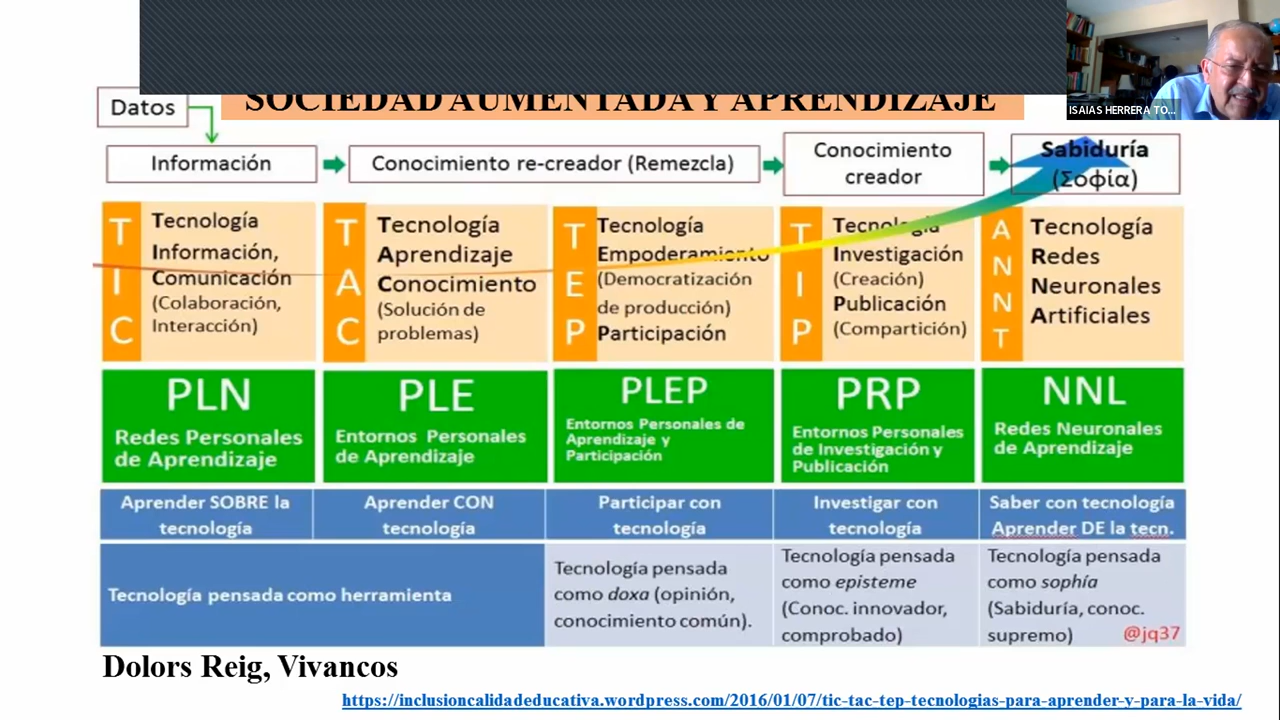 SOCIEDAD AUMENTADA Y APRENDIZAJE
ISAIAS HERRERA TO...
Datos
Información
Conocimiento re-creador (Remezcla)
Conocimiento
creador
Sabiduría
(Σοφία)
T
I
C
Tecnología
Información,
Comunicación
(Colaboración,
Interacción)
T
A
C
Tecnología
Aprendizaje
Conocimiento
(Solución de
problemas)
T
E
P
Tecnología
Empoderamiento
(Democratización
de producción)
Participación
T
I
P
Tecnología
Investigación
(Creación)
Publicación
(Compartición)
A
N
N
T
Tecnología
Redes
Neuronales
Artificiales
PLN
Redes Personales
de Aprendizaje
PLE
Entornos Personales
de Aprendizaje
PLEP
Entornos Personales de
Aprendizaje y
Participación
PRP
Entornos Personales
de Investigación y
Publicación
NNL
Redes Neuronales
de Aprendizaje
Aprender SOBRE la
tecnología
Aprender CON
tecnología
Participar con
tecnología
Investigar con
tecnología
Saber con tecnología
Aprender DE la tecn.
Tecnología pensada como herramienta
Tecnología pensada
como doxa (opinión,
conocimiento común).
Tecnología pensada
como episteme
(Conoc. innovador,
comprobado)
Tecnología pensada
como sophía
(Sabiduría, conoc.
supremo)
@jq37
Dolors Reig, Vivancos
https://inclusioncalidadeducativa.wordpress.com/2016/01/07/tic-tac-tep-tecnologias-para-aprender-y-para-la-vida/